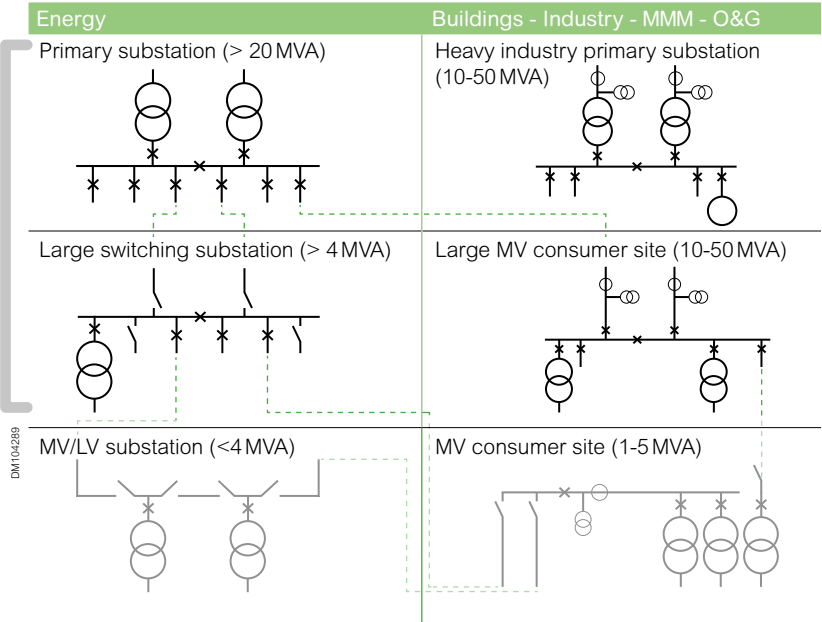 Energy
Buildings - Industry - MMM - O&G
Primary substation (> 20 MVA)
Heavy industry primary substation
(10-50 MVA)
Large switching substation (> 4 MVA)
Large MV consumer site (10-50 MVA)
DM104289
MV/LV substation (<4 MVA)
MV consumer site (1-5 MVA)